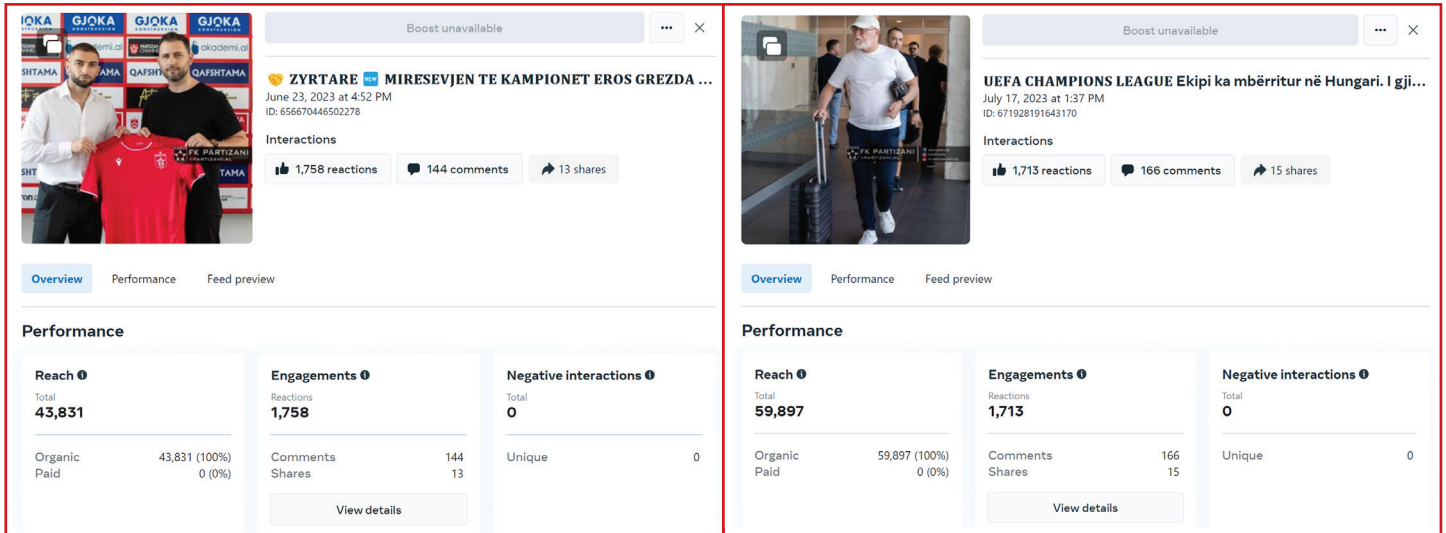 GJOKA GJOKA GJOKA
KONSTRUKSION KONSTRUKSION
akademi.al
QAFSHTAMA
FK PARTIZANI
Boost unavailable
ZYRTARE NEW MIRESEVJEN TE KAMPIONET EROS GREZDA ...
June 23, 2023 at 4:52 PM
ID: 656670446502278
Interactions
1,758 reactions 144 comments 13 shares
Overview Performance Feed preview
Performance
Reach
Total
43,831
Organic 43,831 (100%)
Paid 0 (0%)
Engagements
Reactions
1,758
Comments 144
Shares 13
View details
Negative interactions
Total
0
Unique 0
FK PARTIZANI
Boost unavailable
UEFA CHAMPIONS LEAGUE Ekipi ka mbërritur në Hungari. I gji...
July 17, 2023 at 1:37 PM
ID: 671928191643170
Interactions
1,713 reactions 166 comments 15 shares
Overview Performance Feed preview
Performance
Reach
Total
59,897
Organic 59,897 (100%)
Paid 0 (0%)
Engagements
Reactions
1,713
Comments 166
Shares 15
View details
Negative interactions
Total
0
Unique 0